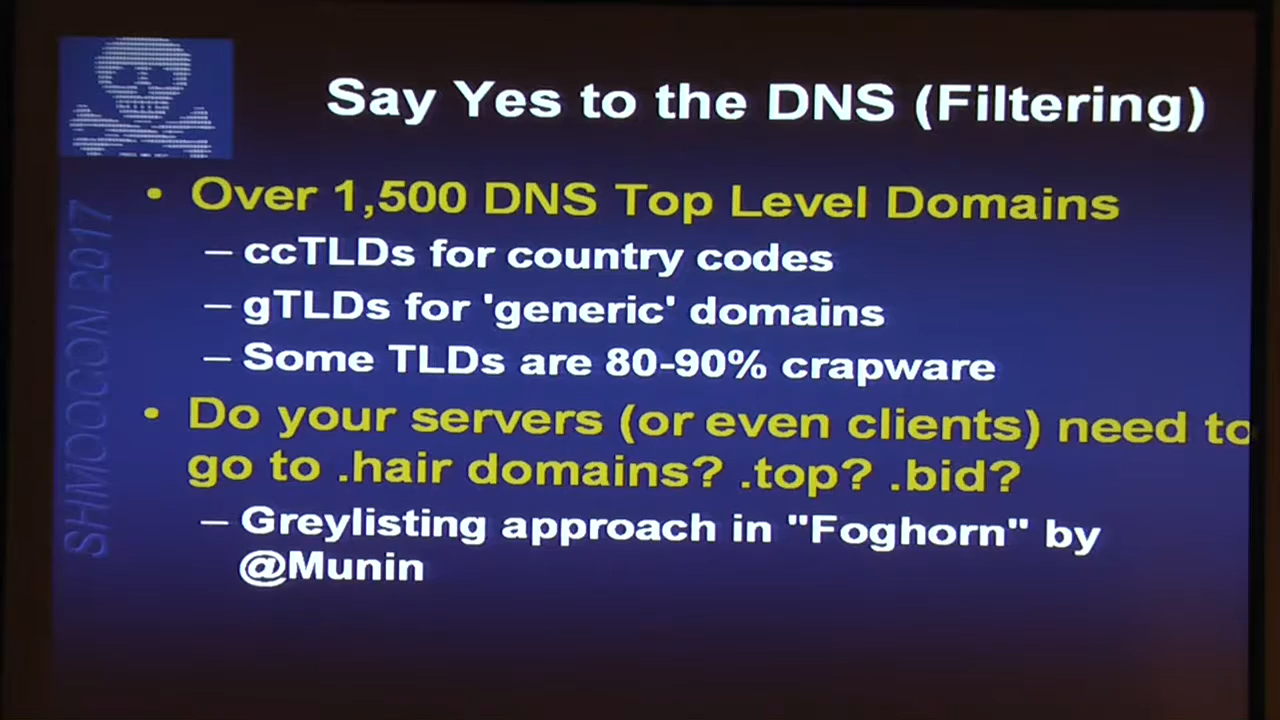 Say Yes to the DNS (Filtering)
• Over 1,500 DNS Top Level Domains
– ccTLDs for country codes
– gTLDs for 'generic' domains
– Some TLDs are 80-90% crapware
• Do your servers (or even clients) need to
go to .hair domains? .top? .bid?
– Greylisting approach in "Foghorn" by
@Munin
SHMOOCON 2017